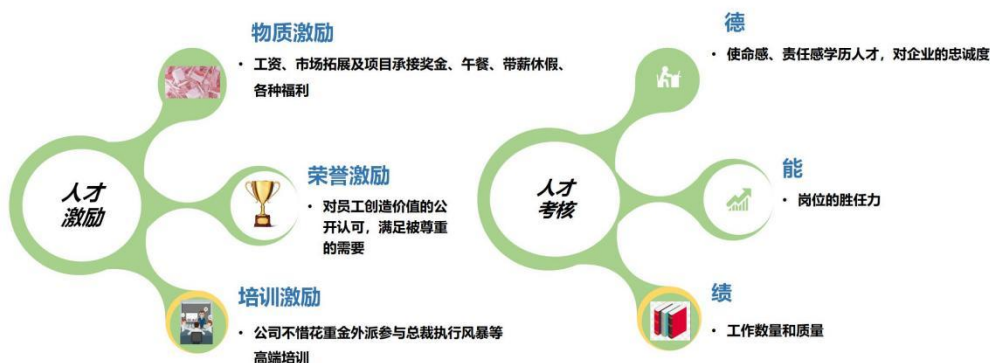 人才
激励
物质激励
• 工资、市场拓展及项目承接奖金、午餐、带薪休假、
各种福利
荣誉激励
• 对员工创造价值的公
开认可，满足被尊重
的需要
培训激励
• 公司不惜花重金外派参与总裁执行风暴等
高端培训
人才
考核
德
• 使命感、责任感学历人才，对企业的忠诚度
能
• 岗位的胜任力
绩
• 工作数量和质量